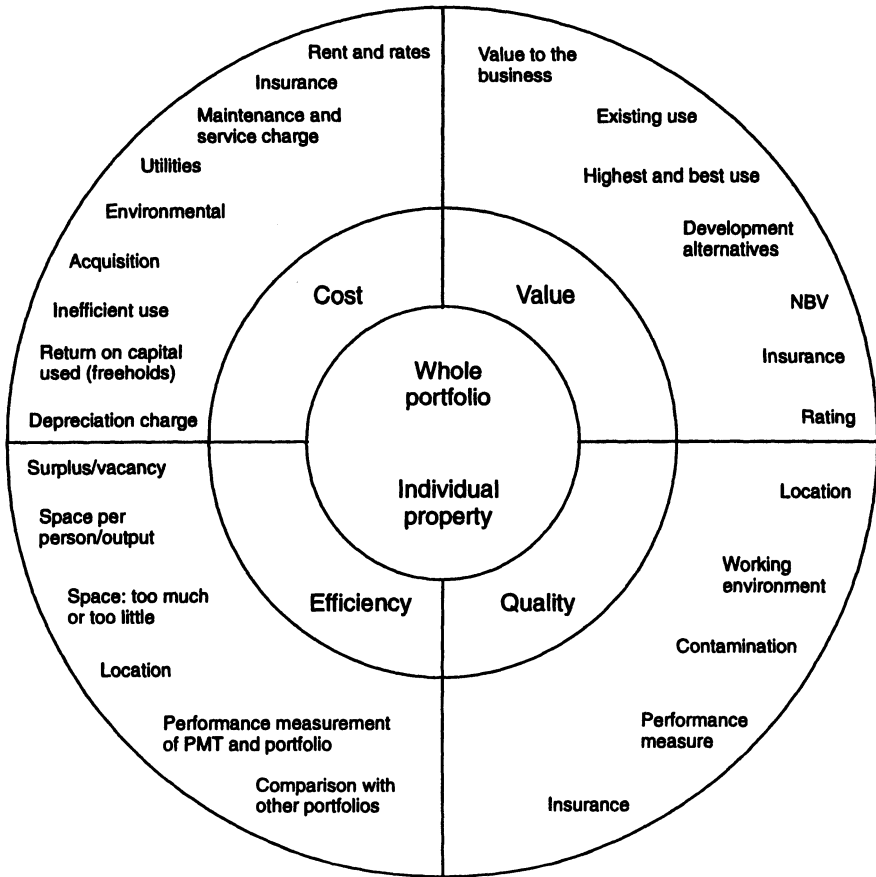 Rent and rates
Insurance
Maintenance and
service charge
Utilities
Environmental
Acquisition
Inefficient use
Return on capital
used (freeholds)
Depreciation charge
Value to the
business
Existing use
Highest and best use
Development
alternatives
NBV
Insurance
Rating
Cost
Value
Whole
portfolio
Individual
property
Efficiency
Quality
Surplus/vacancy
Space per
person/output
Space: too much
or too little
Location
Performance measurement
of PMT and portfolio
Comparison with
other portfolios
Location
Working
environment
Contamination
Performance
measure
Insurance